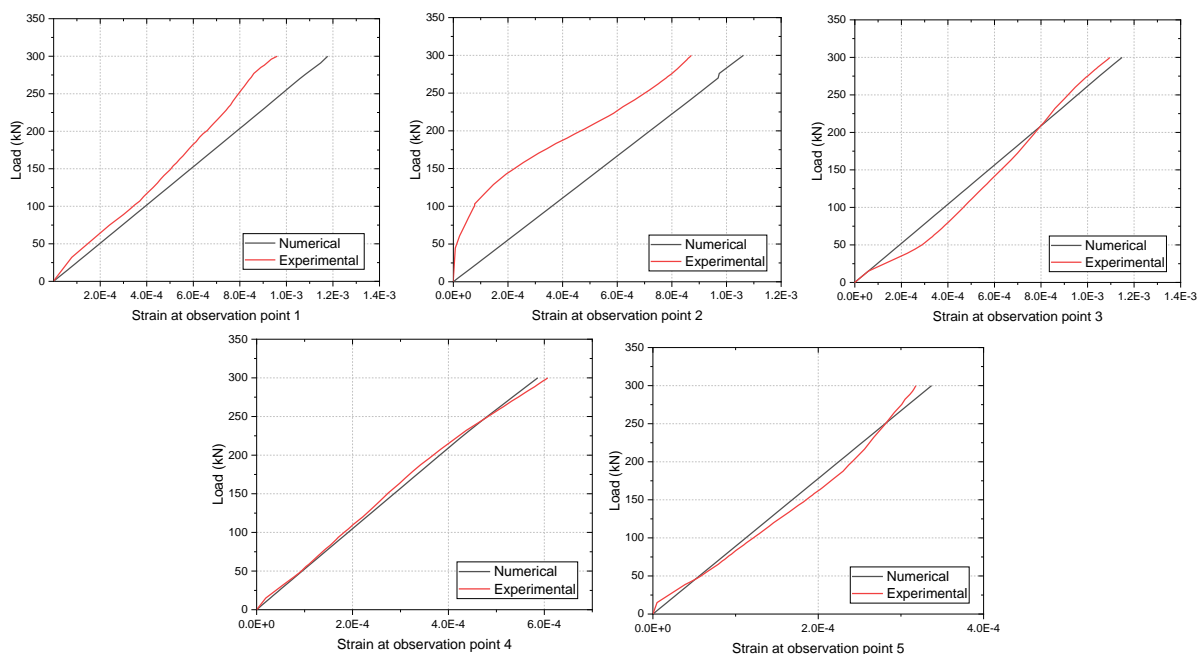 350
300
250
200
150
100
50
0
Load (kN)
2.0E-4 4.0E-4 6.0E-4 8.0E-4 1.0E-3 1.2E-3 1.4E-3
Strain at observation point 1
Numerical
Experimental
350
300
250
200
150
100
50
0
Load (kN)
0.0E+0 2.0E-4 4.0E-4 6.0E-4 8.0E-4 1.0E-3 1.2E-3
Strain at observation point 2
Numerical
Experimental
350
300
250
200
150
100
50
0
Load (kN)
0.0E+0 2.0E-4 4.0E-4 6.0E-4 8.0E-4 1.0E-3 1.2E-3 1.4E-3
Strain at observation point 3
Numerical
Experimental
350
300
250
200
150
100
50
0
Load (kN)
0.0E+0 2.0E-4 4.0E-4 6.0E-4
Strain at observation point 4
Numerical
Experimental
350
300
250
200
150
100
50
0
Load (kN)
0.0E+0 2.0E-4 4.0E-4
Strain at observation point 5
Numerical
Experimental